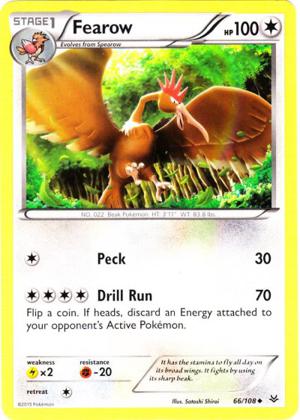 STAGE1
Fearow
HP 100
Evolves from Spearow
NO. 022 Beak Pokémon HT: 3'11" WT: 83.8 lbs.
Peck 30
Drill Run 70
Flip a coin. If heads, discard an Energy attached to
your opponent's Active Pokémon.
weakness
×2
resistance
-20
It has the stamina to fly all day on
its broad wings. It fights by using
its sharp beak.
retreat
©2015 Pokémon
Illus. Satoshi Shirai
66/108